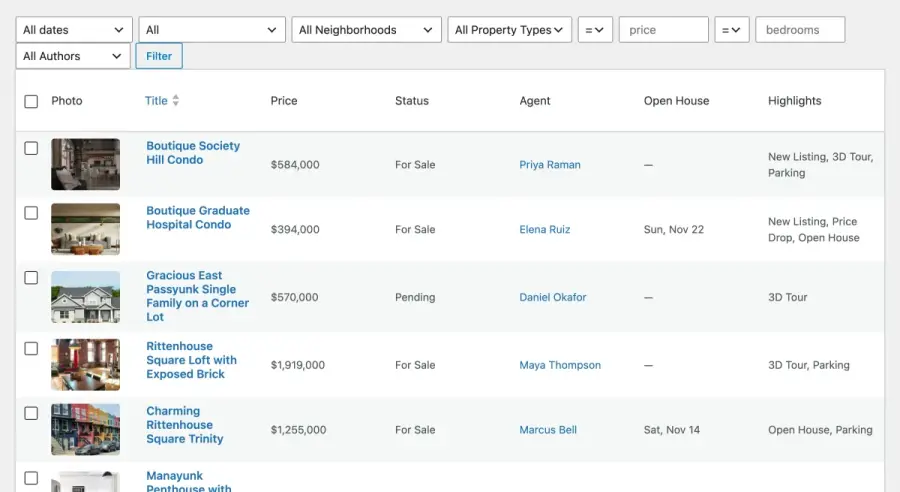 All dates All All Neighborhoods All Property Types = price = bedrooms
All Authors Filter
Photo Title Price Status Agent Open House Highlights
Boutique Society
Hill Condo
$584,000 For Sale Priya Raman — New Listing, 3D Tour,
Parking
Boutique Graduate
Hospital Condo
$394,000 For Sale Elena Ruiz Sun, Nov 22 New Listing, Price
Drop, Open House
Gracious East
Passyunk Single
Family on a Corner
Lot
$570,000 Pending Daniel Okafor — 3D Tour
Rittenhouse
Square Loft with
Exposed Brick
$1,919,000 For Sale Maya Thompson — 3D Tour, Parking
Charming
Rittenhouse
Square Trinity
$1,255,000 For Sale Marcus Bell Sat, Nov 14 Open House, Parking
Manayunk
Penthouse with